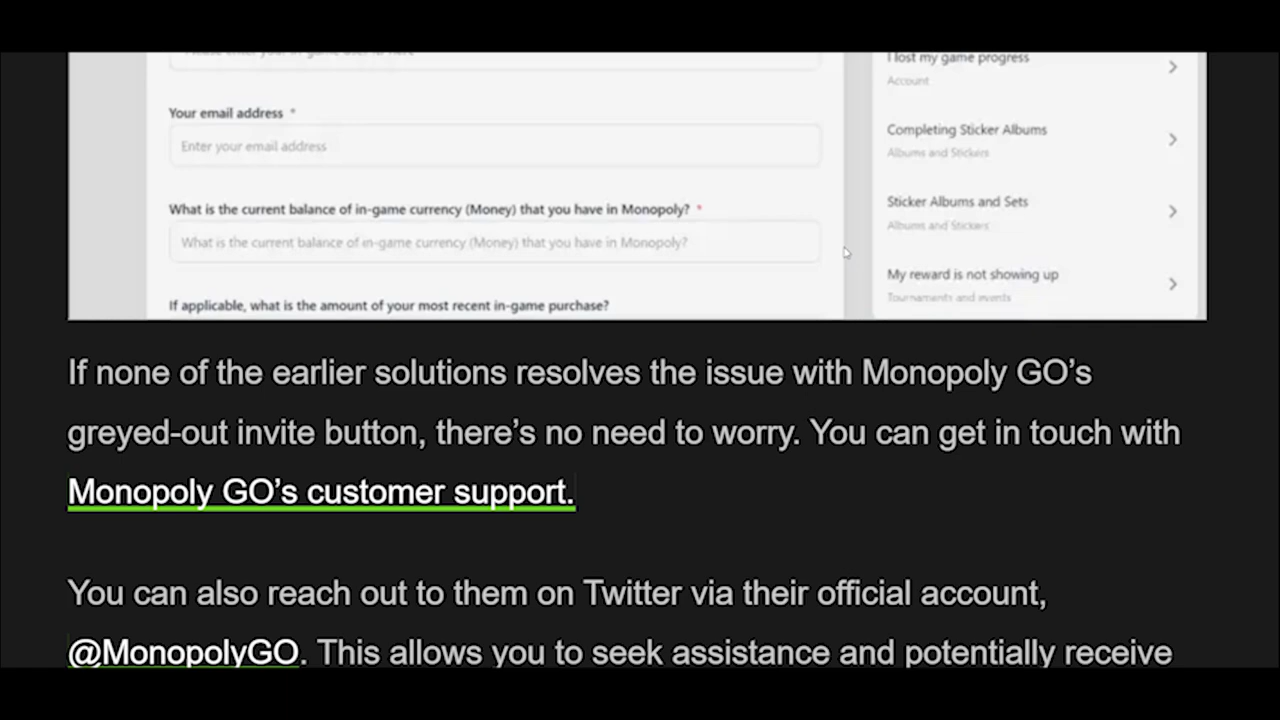 Your email address *
Enter your email address
What is the current balance of in-game currency (Money) that you have in Monopoly? *
What is the current balance of in-game currency (Money) that you have in Monopoly?
If applicable, what is the amount of your most recent in-game purchase?
I lost my game progress
Account
Completing Sticker Albums
Albums and Stickers
Sticker Albums and Sets
Albums and Stickers
My reward is not showing up
Tournaments and events
If none of the earlier solutions resolves the issue with Monopoly GO’s
greyed-out invite button, there’s no need to worry. You can get in touch with
Monopoly GO’s customer support.
You can also reach out to them on Twitter via their official account,
@MonopolyGO. This allows you to seek assistance and potentially receive